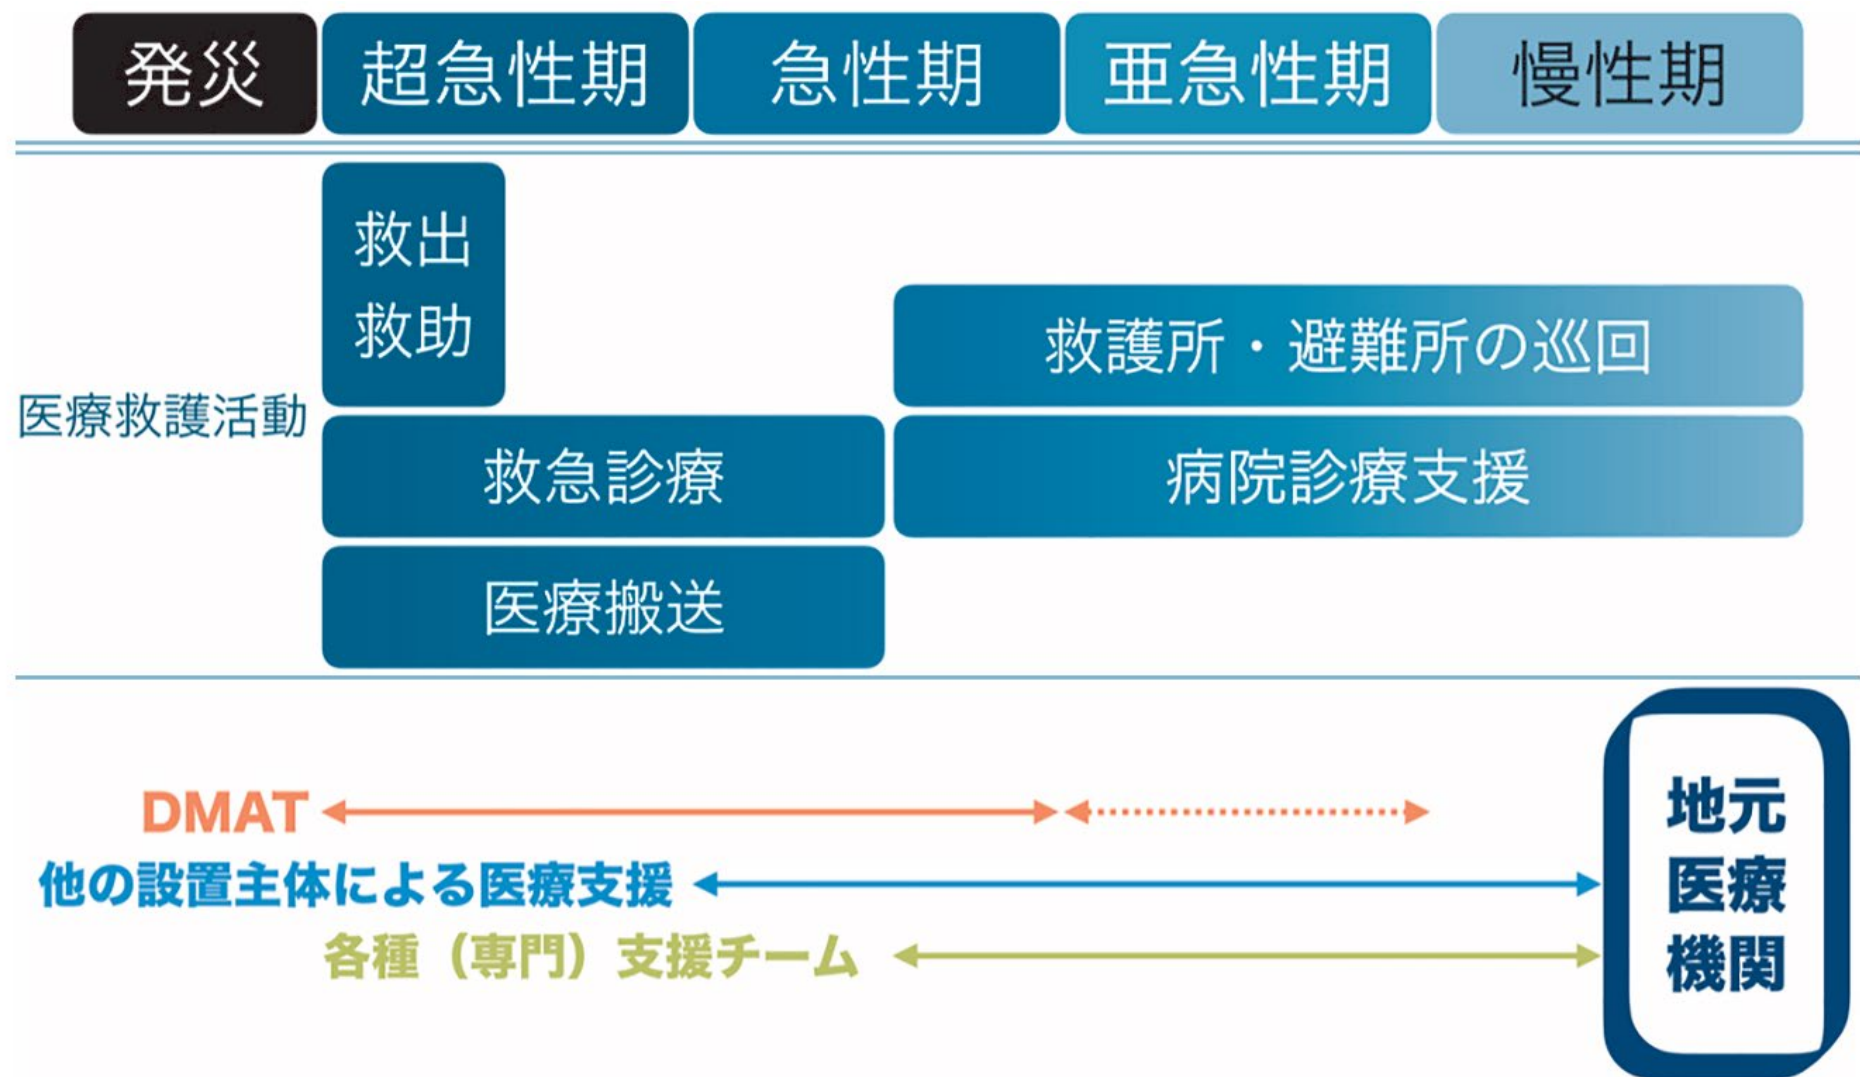 発災
超急性期
急性期
亜急性期
慢性期
救出
救助
救護所・避難所の巡回
医療救護活動
救急診療
病院診療支援
医療搬送
DMAT
他の設置主体による医療支援
各種（専門）支援チーム
地元
医療
機関